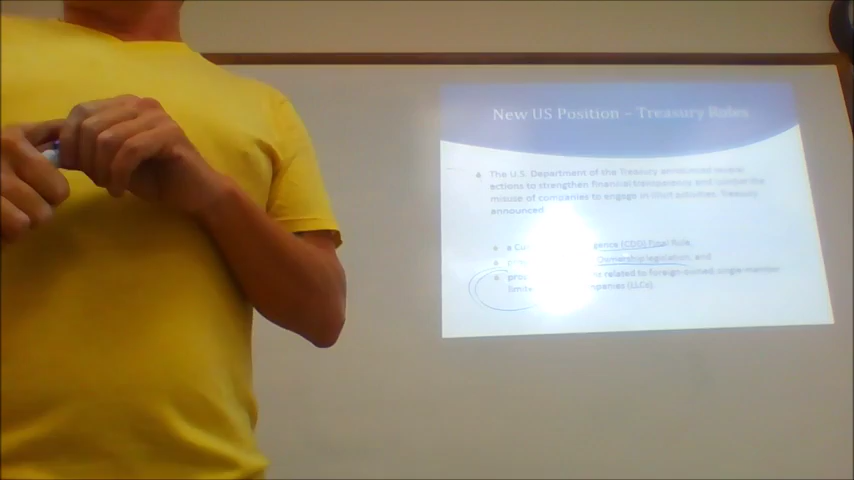 New US Position – Treasury Rules
The U.S. Department of the Treasury announced several
actions to strengthen financial transparency, and combat the
misuse of companies to engage in illicit activities. Treasury
announced
a Cu gence (CDD) Final Rule,
Ownership legislation, and
related to foreign-owned, single-member
limite mpanies (LLCs)